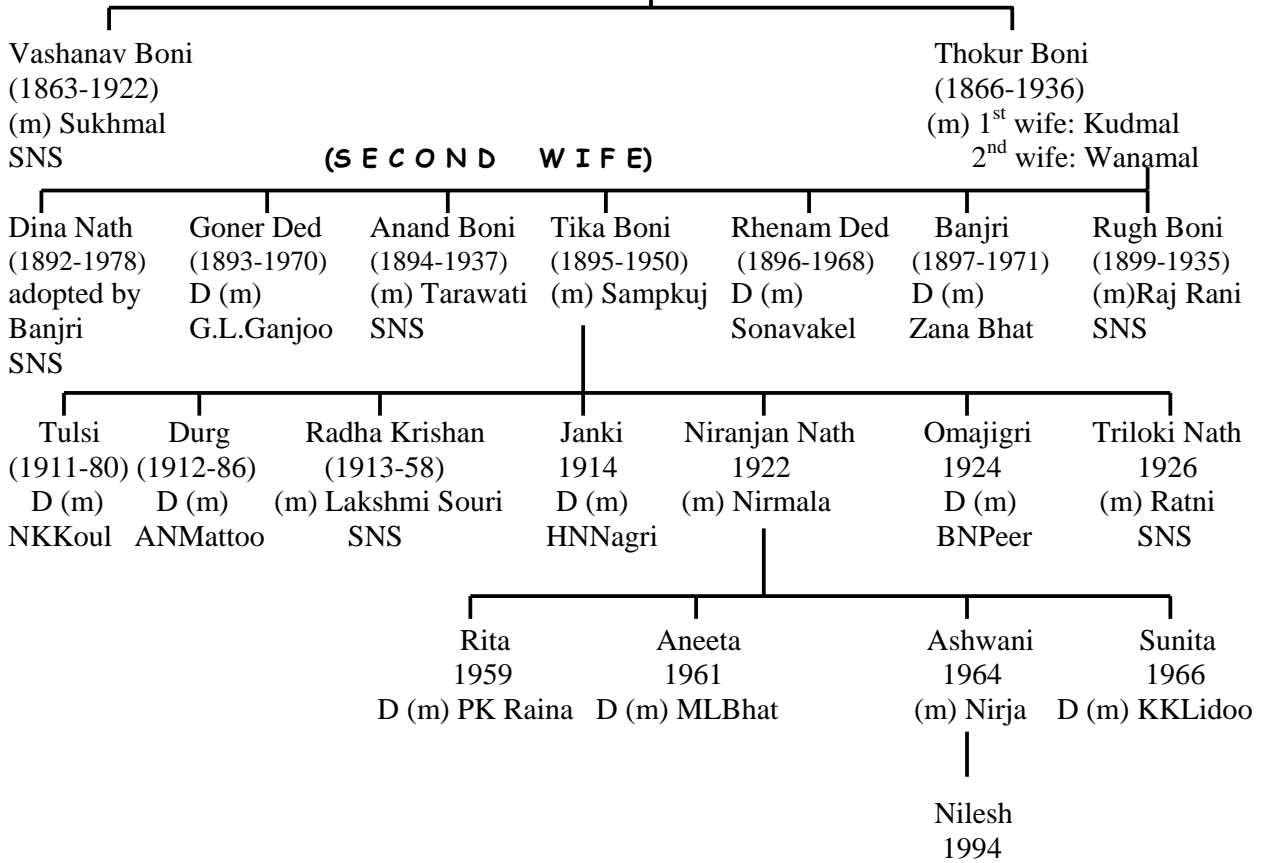 Vashanav Boni Thokur Boni
(1863-1922) (1866-1936)
(m) Sukhmal (m) 1st wife: Kudmal
SNS (SECOND WIFE) 2nd wife: Wanamal
Dina Nath Goner Ded Anand Boni Tika Boni Rhenam Ded Banjri Rugh Boni
(1892-1978) (1893-1970) (1894-1937) (1895-1950) (1896-1968) (1897-1971) (1899-1935)
adopted by D (m) (m) Tarawati (m) Sampkuj D (m) D (m) (m)Raj Rani
Banjri G.L.Ganjoo SNS Sonavakel Zana Bhat SNS
SNS
Tulsi Durg Radha Krishan Janki Niranjan Nath Omajigri Triloki Nath
(1911-80) (1912-86) (1913-58) 1914 1922 1924 1926
D (m) D (m) (m) Lakshmi Souri D (m) (m) Nirmala D (m) (m) Ratni
NKKoul ANMattoo SNS HNNagri BNPeer SNS
Rita Aneeta Ashwani Sunita
1959 1961 1964 1966
D (m) PK Raina D (m) MLBhat (m) Nirja D (m) KKLidoo
Nilesh
1994